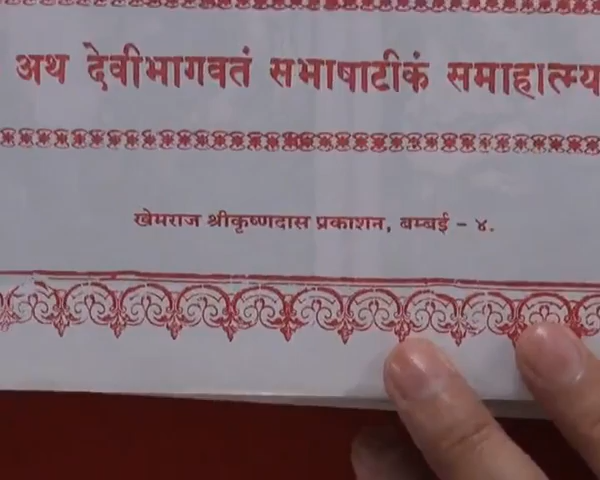 अथ देवीभागवतं सभाषाटीकं समाहात्म्य
खेमराज श्रीकृष्णदास प्रकाशन, बम्बई - ४.